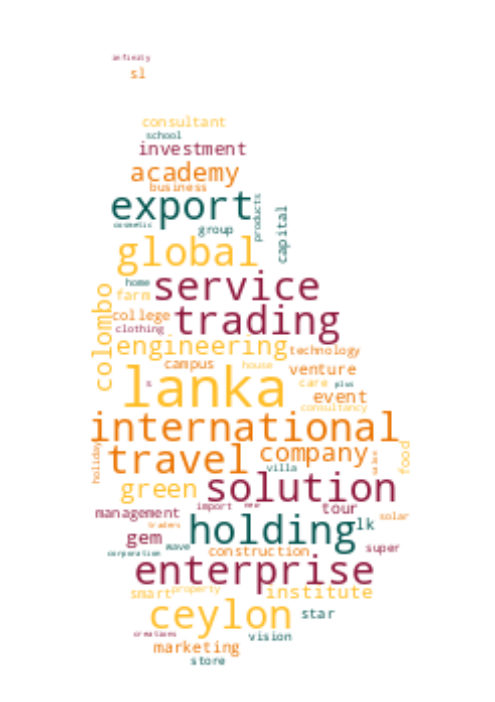 infinity
sl
consultant
school
investment
academy
business
export
products
cosmetic
group
capital
global
home
service
farm
colombo
college
trading
clothing
engineering
technology
campus
house
venture
lanka
s
care
plus
event
consultancy
international
travel
company
holiday
villa
food
green
solution
management
import
new
tour
solar
traders
holding
lk
gem
wave
super
corporation
construction
enterprise
smart
property
institute
ceylon
star
creations
vision
marketing
store